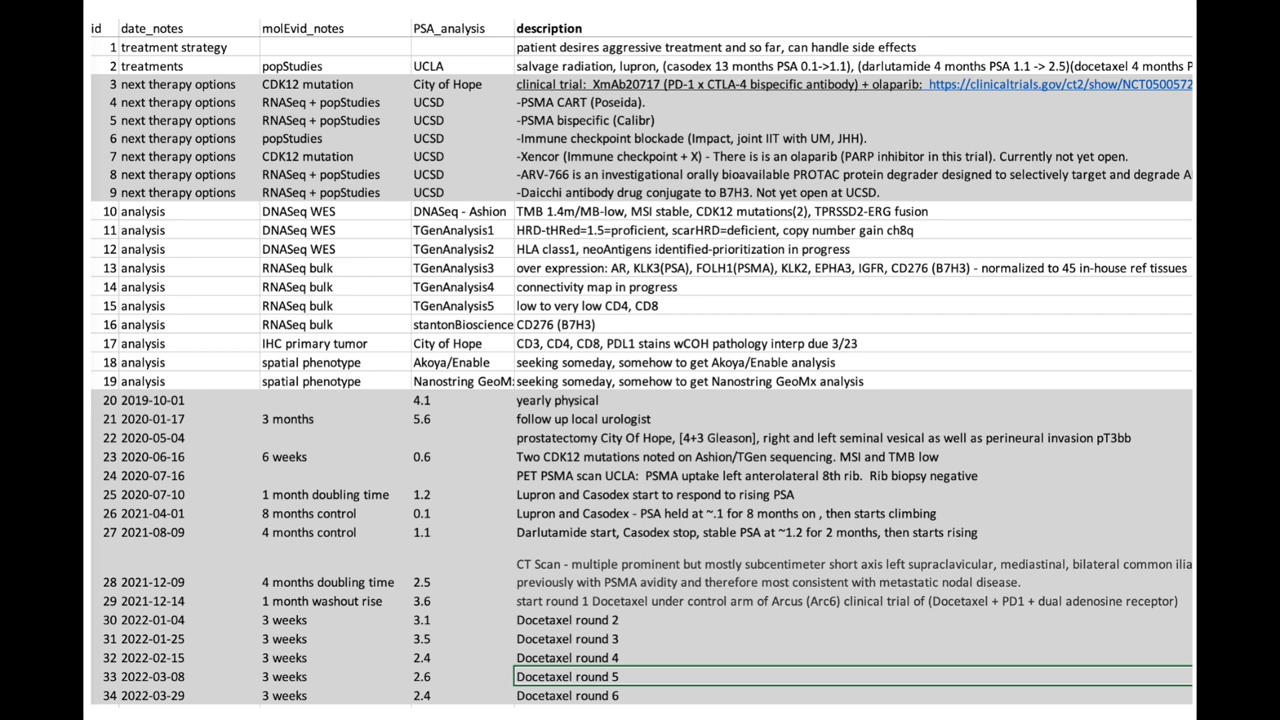 id date_notes molEvid_notes PSA_analysis description
1 treatment strategy patient desires aggressive treatment and so far, can handle side effects
2 treatments popStudies UCLA salvage radiation, lupron, (casodex 13 months PSA 0.1->1.1), (darlutamide 4 months PSA 1.1 -> 2.5)(docetaxel 4 months P
3 next therapy options CDK12 mutation City of Hope clinical trial: XmAb20717 (PD-1 x CTLA-4 bispecific antibody) + olaparib: https://clinicaltrials.gov/ct2/show/NCT0500572
4 next therapy options RNASeq + popStudies UCSD -PSMA CART (Poseida).
5 next therapy options RNASeq + popStudies UCSD -PSMA bispecific (Calibr)
6 next therapy options popStudies UCSD -Immune checkpoint blockade (Impact, joint IIT with UM, JHH).
7 next therapy options CDK12 mutation UCSD -Xencor (Immune checkpoint + X) - There is is an olaparib (PARP inhibitor in this trial). Currently not yet open.
8 next therapy options RNASeq + popStudies UCSD -ARV-766 is an investigational orally bioavailable PROTAC protein degrader designed to selectively target and degrade A
9 next therapy options RNASeq + popStudies UCSD -Daicchi antibody drug conjugate to B7H3. Not yet open at UCSD.
10 analysis DNASeq WES DNASeq - Ashion TMB 1.4m/MB-low, MSI stable, CDK12 mutations(2), TPRSSD2-ERG fusion
11 analysis DNASeq WES TGenAnalysis1 HRD-tHRed=1.5=proficient, scarHRD=deficient, copy number gain ch8q
12 analysis DNASeq WES TGenAnalysis2 HLA class1, neoAntigens identified-prioritization in progress
13 analysis RNASeq bulk TGenAnalysis3 over expression: AR, KLK3(PSA), FOLH1(PSMA), KLK2, EPHA3, IGFR, CD276 (B7H3) - normalized to 45 in-house ref tissues
14 analysis RNASeq bulk TGenAnalysis4 connectivity map in progress
15 analysis RNASeq bulk TGenAnalysis5 low to very low CD4, CD8
16 analysis RNASeq bulk stantonBioscience CD276 (B7H3)
17 analysis IHC primary tumor City of Hope CD3, CD4, CD8, PDL1 stains wCOH pathology interp due 3/23
18 analysis spatial phenotype Akoya/Enable seeking someday, somehow to get Akoya/Enable analysis
19 analysis spatial phenotype Nanostring GeoM: seeking someday, somehow to get Nanostring GeoMx analysis
20 2019-10-01 4.1 yearly physical
21 2020-01-17 3 months 5.6 follow up local urologist
22 2020-05-04 prostatectomy City Of Hope, [4+3 Gleason], right and left seminal vesical as well as perineural invasion pT3bb
23 2020-06-16 6 weeks 0.6 Two CDK12 mutations noted on Ashion/TGen sequencing. MSI and TMB low
24 2020-07-16 PET PSMA scan UCLA: PSMA uptake left anterolateral 8th rib. Rib biopsy negative
25 2020-07-10 1 month doubling time 1.2 Lupron and Casodex start to respond to rising PSA
26 2021-04-01 8 months control 0.1 Lupron and Casodex - PSA held at ~.1 for 8 months on , then starts climbing
27 2021-08-09 4 months control 1.1 Darlutamide start, Casodex stop, stable PSA at ~1.2 for 2 months, then starts rising
CT Scan - multiple prominent but mostly subcentimeter short axis left supraclavicular, mediastinal, bilateral common ilia
28 2021-12-09 4 months doubling time 2.5 previously with PSMA avidity and therefore most consistent with metastatic nodal disease.
29 2021-12-14 1 month washout rise 3.6 start round 1 Docetaxel under control arm of Arcus (Arc6) clinical trial of (Docetaxel + PD1 + dual adenosine receptor)
30 2022-01-04 3 weeks 3.1 Docetaxel round 2
31 2022-01-25 3 weeks 3.5 Docetaxel round 3
32 2022-02-15 3 weeks 2.4 Docetaxel round 4
33 2022-03-08 3 weeks 2.6 Docetaxel round 5
34 2022-03-29 3 weeks 2.4 Docetaxel round 6